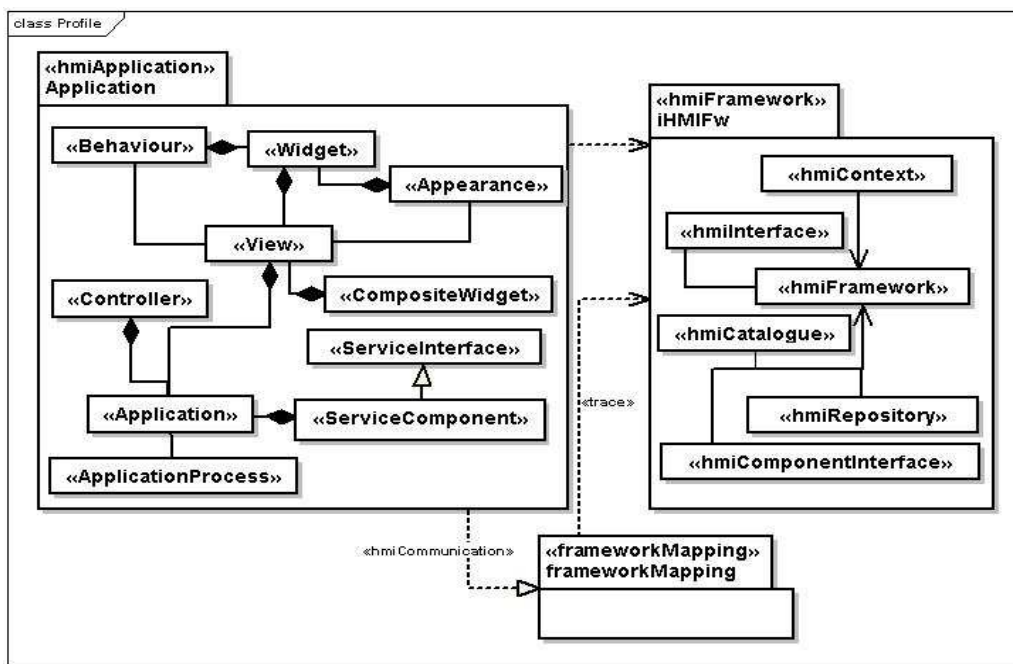 class Profile
«hmiApplication»
Application
«Behaviour»
«Widget»
«Appearance»
«View»
«Controller»
«CompositeWidget»
«ServiceInterface»
«Application»
«ServiceComponent»
«ApplicationProcess»
«hmiFramework»
iHMIFw
«hmiContext»
«hmiInterface»
«hmiFramework»
«hmiCatalogue»
«hmiRepository»
«hmiComponentInterface»
«trace»
«hmiCommunication»
«frameworkMapping»
frameworkMapping